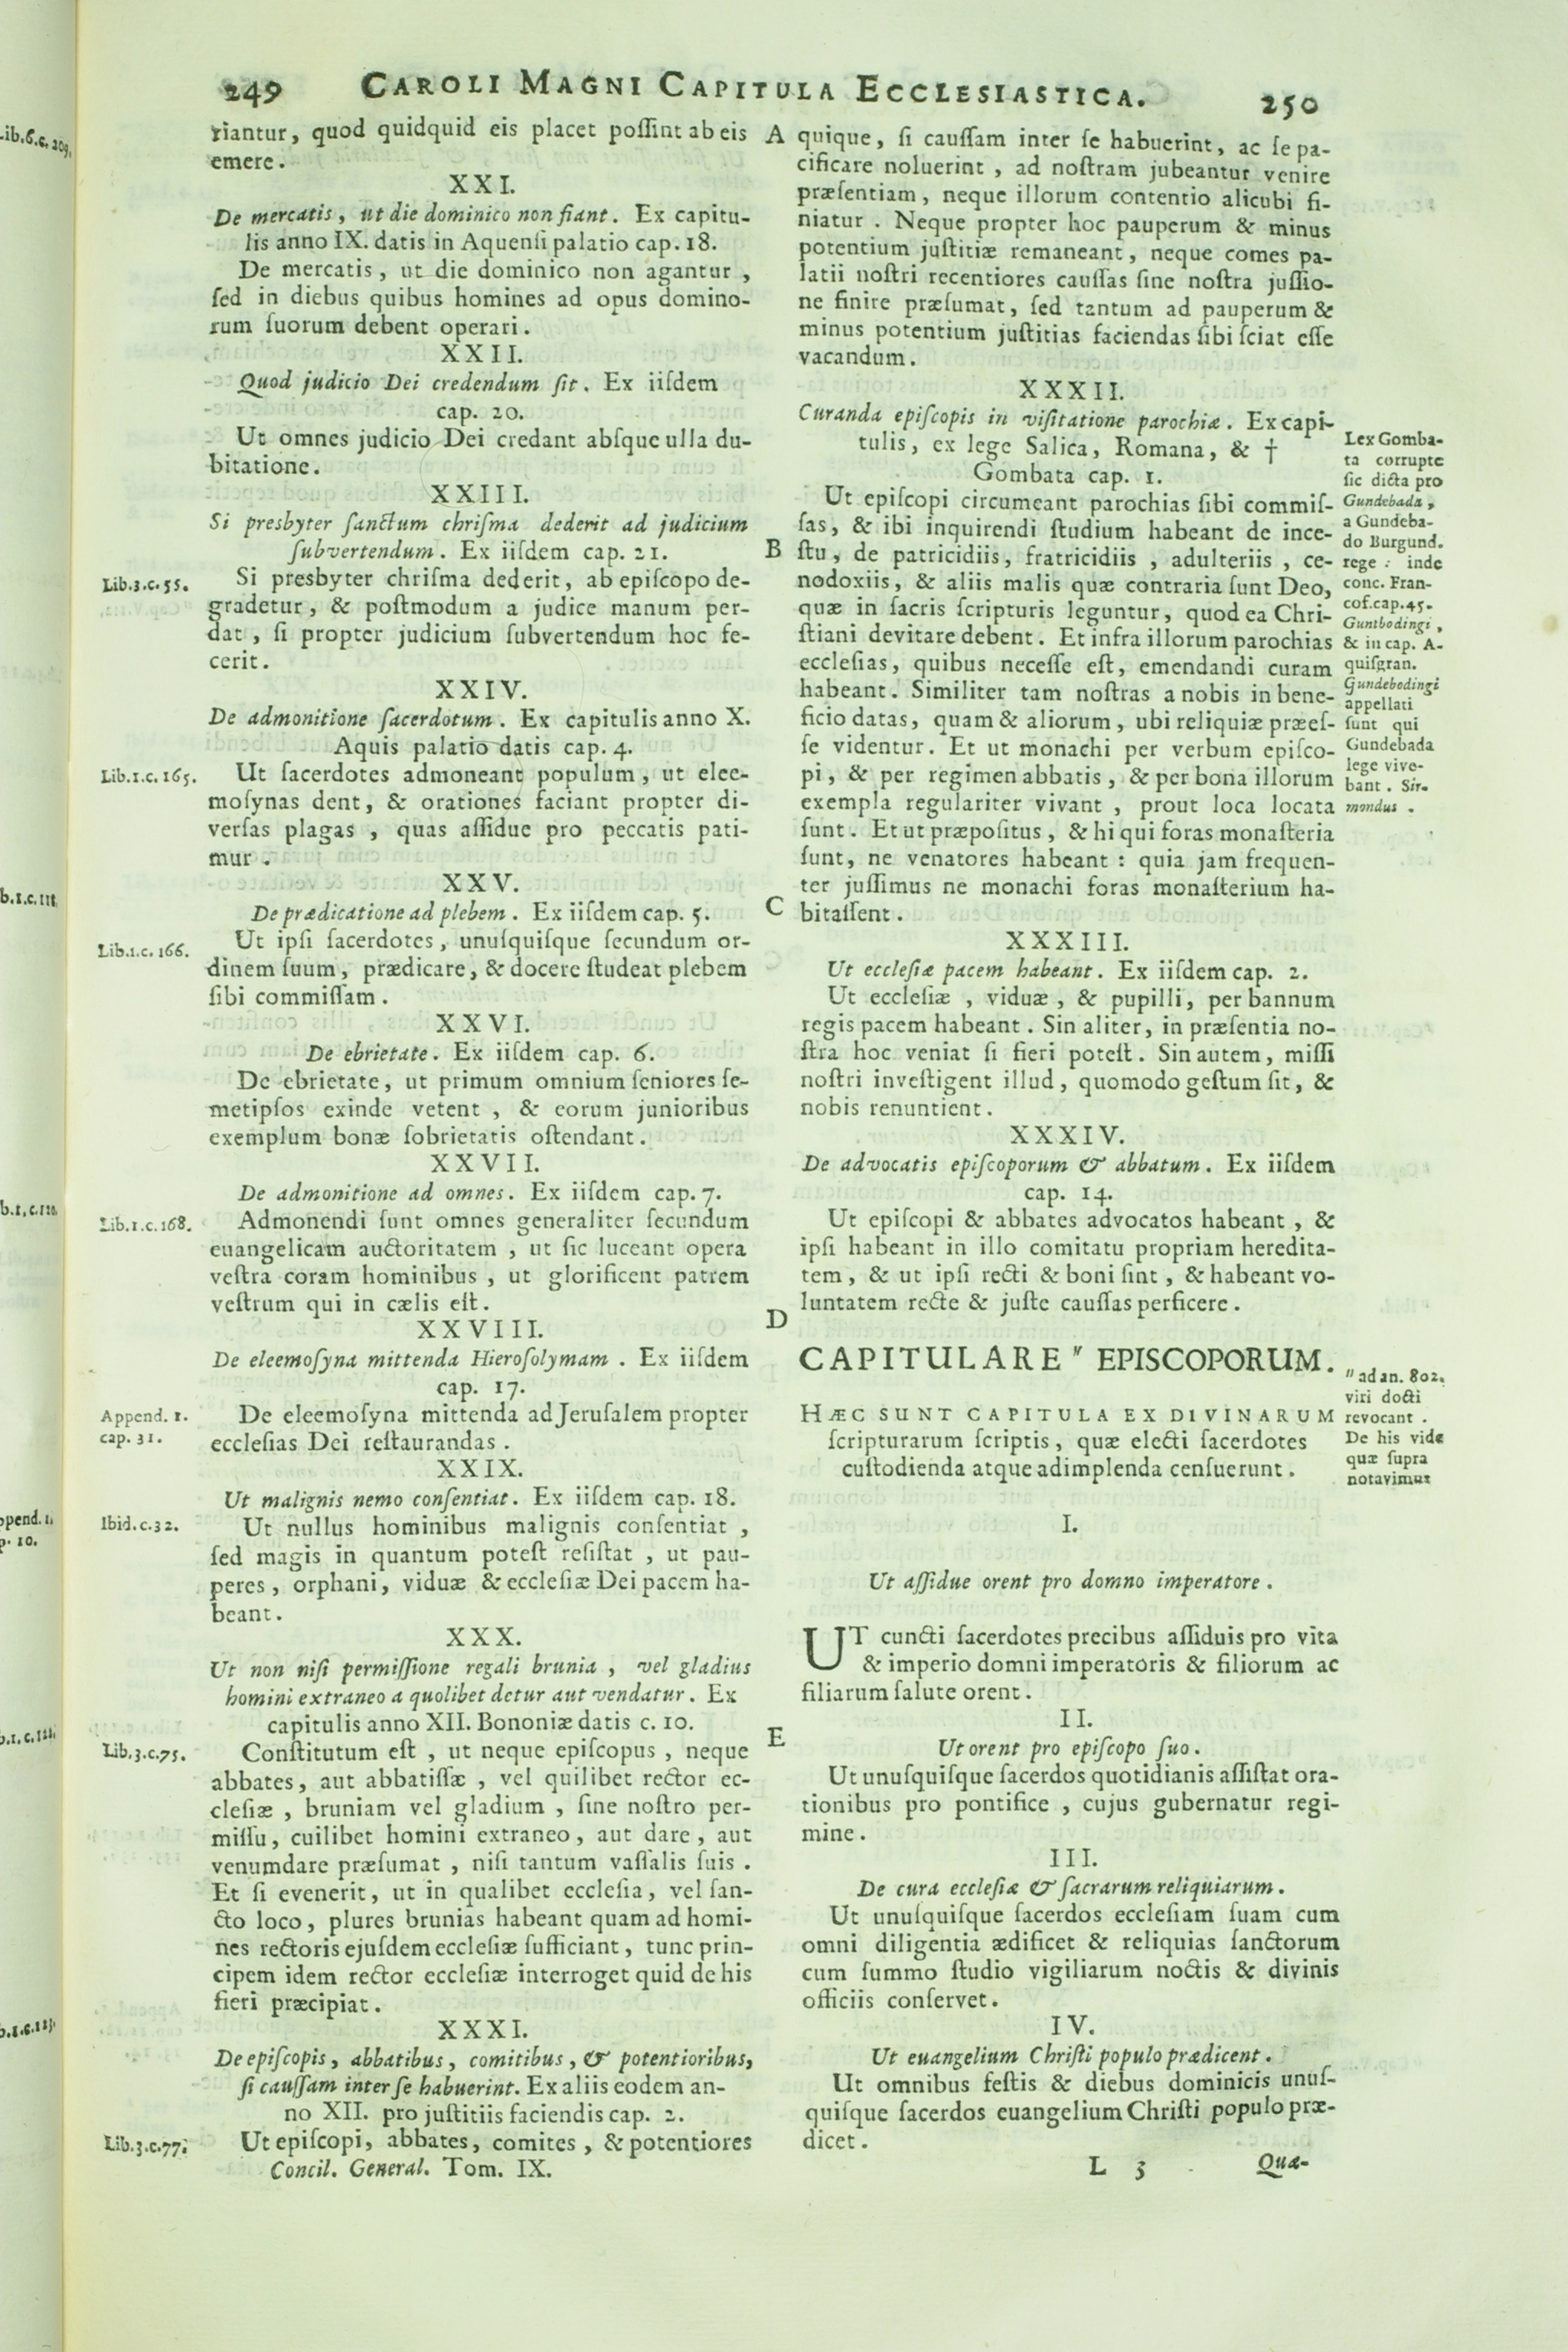 249 CAROLI MAGNI CAPITULA ECCLESIASTICA. 250
riantur, quod quidquid eis placet poſſint ab eis
emere.
XXI.
De mercatis, ut die dominico non fiant. Ex capitu-
lis anno IX. datis in Aquenſi palatio cap. 18.
De mercatis, ut die dominico non agantur,
ſed in diebus quibus homines ad opus domino-
rum ſuorum debent operari.
XXII.
Quod judicio Dei credendum ſit. Ex iiſdem
cap. 20.
Ut omnes judicio Dei credant abſque ulla du-
bitatione.
XXIII.
Si presbyter ſanctum chriſma dederit ad judicium
ſubvertendum. Ex iiſdem cap. 21.
Lib.3.c.55.
Si presbyter chriſma dederit, ab epiſcopo de-
gradetur, & poſtmodum a judice manum per-
dat, ſi propter judicium ſubvertendum hoc fe-
cerit.
XXIV.
De admonitione ſacerdotum. Ex capitulis anno X.
Aquis palatio datis cap. 4.
Lib.1.c.165.
Ut ſacerdotes admoneant populum, ut elee-
moſynas dent, & orationes faciant propter di-
verſas plagas, quas aſſidue pro peccatis pati-
mur.
XXV.
De prædicatione ad plebem. Ex iiſdem cap. 5.
Lib.1.c.166.
Ut ipſi ſacerdotes, unuſquiſque ſecundum or-
dinem ſuum, prædicare, & docere ſtudeat plebem
ſibi commiſſam.
XXVI.
De ebrietate. Ex iiſdem cap. 6.
De ebrietate, ut primum omnium ſeniores ſe-
metipſos exinde vetent, & eorum junioribus
exemplum bonæ ſobrietatis oſtendant.
XXVII.
De admonitione ad omnes. Ex iiſdem cap. 7.
Lib.1.c.168.
Admonendi ſunt omnes generaliter ſecundum
euangelicam auctoritatem, ut ſic luceant opera
veſtra coram hominibus, ut glorificent patrem
veſtrum qui in cælis eſt.
XXVIII.
De eleemoſyna mittenda Hieroſolymam. Ex iiſdem
cap. 17.
Append. 1.
cap. 31.
De eleemoſyna mittenda ad Jeruſalem propter
eccleſias Dei reſtaurandas.
XXIX.
Ut malignis nemo conſentiat. Ex iiſdem cap. 18.
Ibid.c.32.
Ut nullus hominibus malignis conſentiat,
ſed magis in quantum poteſt reſiſtat, ut pau-
peres, orphani, viduæ & eccleſiæ Dei pacem ha-
beant.
XXX.
Ut non niſi permiſſione regali brunia, vel gladius
homini extraneo a quolibet detur aut vendatur. Ex
capitulis anno XII. Bononiæ datis c. 10.
Lib.3.c.75.
Conſtitutum eſt, ut neque epiſcopus, neque
abbates, aut abbatiſſæ, vel quilibet rector ec-
cleſiæ, bruniam vel gladium, ſine noſtro per-
miſſu, cuilibet homini extraneo, aut dare, aut
venumdare præſumat, niſi tantum vaſſalis ſuis.
Et ſi evenerit, ut in qualibet eccleſia, vel ſan-
cto loco, plures brunias habeant quam ad homi-
nes rectoris ejuſdem eccleſiæ ſufficiant, tunc prin-
cipem idem rector eccleſiæ interroget quid de his
fieri præcipiat.
XXXI.
De epiſcopis, abbatibus, comitibus, & potentioribus,
ſi cauſſam inter ſe habuerint. Ex aliis eodem an-
no XII. pro juſtitiis faciendis cap. 2.
Lib.3.c.77.
Ut epiſcopi, abbates, comites, & potentiores
Concil. General. Tom. IX.
A
B
C
D
E
quique, ſi cauſſam inter ſe habuerint, ac ſe pa-
cificare noluerint, ad noſtram jubeantur venire
præſentiam, neque illorum contentio alicubi fi-
niatur. Neque propter hoc pauperum & minus
potentium juſtitiæ remaneant, neque comes pa-
latii noſtri recentiores cauſſas ſine noſtra juſſio-
ne finire præſumat, ſed tantum ad pauperum &
minus potentium juſtitias faciendas ſibi ſciat eſſe
vacandum.
XXXII.
Curanda epiſcopis in viſitatione parochiæ. Ex capi-
tulis, ex lege Salica, Romana, & †
Gombata cap. 1.
Ut epiſcopi circumeant parochias ſibi commiſ-
ſas, & ibi inquirendi ſtudium habeant de ince-
ſtu, de patricidiis, fratricidiis, adulteriis, ce-
nodoxiis, & aliis malis quæ contraria ſunt Deo,
quæ in ſacris ſcripturis leguntur, quod ea Chri-
ſtiani devitare debent. Et infra illorum parochias
eccleſias, quibus neceſſe eſt, emendandi curam
habeant. Similiter tam noſtras a nobis in bene-
ficio datas, quam & aliorum, ubi reliquiæ præeſ-
ſe videntur. Et ut monachi per verbum epiſco-
pi, & per regimen abbatis, & per bona illorum
exempla regulariter vivant, prout loca locata
ſunt. Et ut præpoſitus, & hi qui foras monaſteria
ſunt, ne venatores habeant: quia jam frequen-
ter juſſimus ne monachi foras monaſterium ha-
bitaſſent.
Lex Gomba-
ta corrupte
ſic dicta pro
Gundebada,
a Gundeba-
do Burgund.
rege: inde
conc. Fran-
cof.cap.45.
Guntbodingi,
& in cap. A-
quiſgran.
Gundebodingi
appellati
ſunt qui
Gundebada
lege vive-
bant. Sir-
mondus.
XXXIII.
Ut eccleſiæ pacem habeant. Ex iiſdem cap. 2.
Ut eccleſiæ, viduæ, & pupilli, per bannum
regis pacem habeant. Sin aliter, in præſentia no-
ſtra hoc veniat ſi fieri poteſt. Sin autem, miſſi
noſtri inveſtigent illud, quomodo geſtum ſit, &
nobis renuntient.
XXXIV.
De advocatis epiſcoporum & abbatum. Ex iiſdem
cap. 14.
Ut epiſcopi & abbates advocatos habeant, &
ipſi habeant in illo comitatu propriam heredita-
tem, & ut ipſi recti & boni ſint, & habeant vo-
luntatem recte & juſte cauſſas perficere.
CAPITULARE " EPISCOPORUM.
" ad an. 802.
viri docti
revocant.
De his vide
quæ ſupra
notavimus
HÆC SUNT CAPITULA EX DIVINARUM
ſcripturarum ſcriptis, quæ electi ſacerdotes
cuſtodienda atque adimplenda cenſuerunt.
I.
Ut aſſidue orent pro domno imperatore.
UT cuncti ſacerdotes precibus aſſiduis pro vita
& imperio domni imperatoris & filiorum ac
filiarum ſalute orent.
II.
Ut orent pro epiſcopo ſuo.
Ut unuſquiſque ſacerdos quotidianis aſſiſtat ora-
tionibus pro pontifice, cujus gubernatur regi-
mine.
III.
De cura eccleſiæ & ſacrarum reliquiarum.
Ut unuſquiſque ſacerdos eccleſiam ſuam cum
omni diligentia ædificet & reliquias ſanctorum
cum ſummo ſtudio vigiliarum noctis & divinis
officiis conſervet.
IV.
Ut euangelium Chriſti populo prædicent.
Ut omnibus feſtis & diebus dominicis unuſ-
quiſque ſacerdos euangelium Chriſti populo præ-
dicet.
L 3 Quæ-